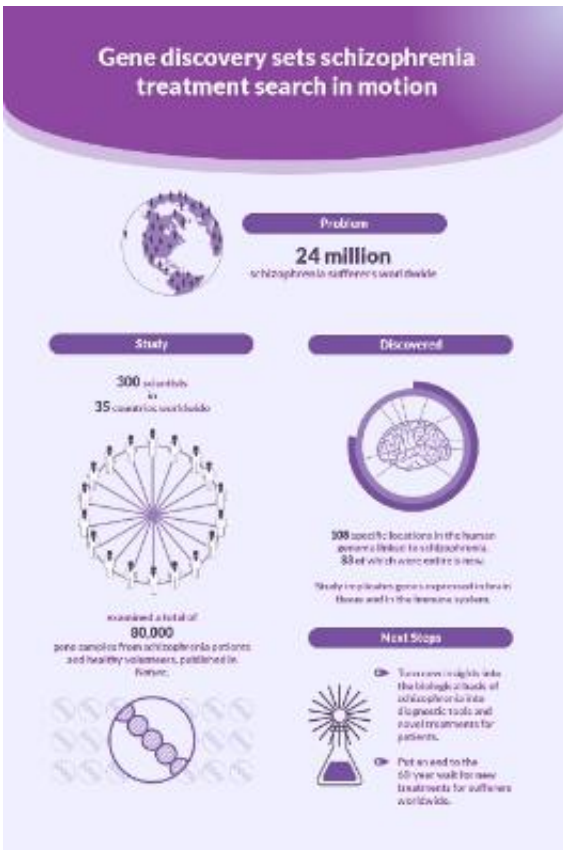 Gene discovery sets schizophrenia
treatment search in motion
Problem
24 million
schizophrenia sufferers worldwide
Study
300 scientists
in
35 countries worldwide
examined a total of
80,000
gene samples from schizophrenia patients
and healthy volunteers, published in
Nature.
Discovered
108 specific locations in the human
genome linked to schizophrenia,
83 of which were entirely new.
Study implicates genes expressed in brain
tissue and in the immune system.
Next Steps
Turn new insights into
the biological basis of
schizophrenia into
diagnostic tools and
novel treatments for
patients.
Put an end to the
60 year wait for new
treatments for sufferers
worldwide.